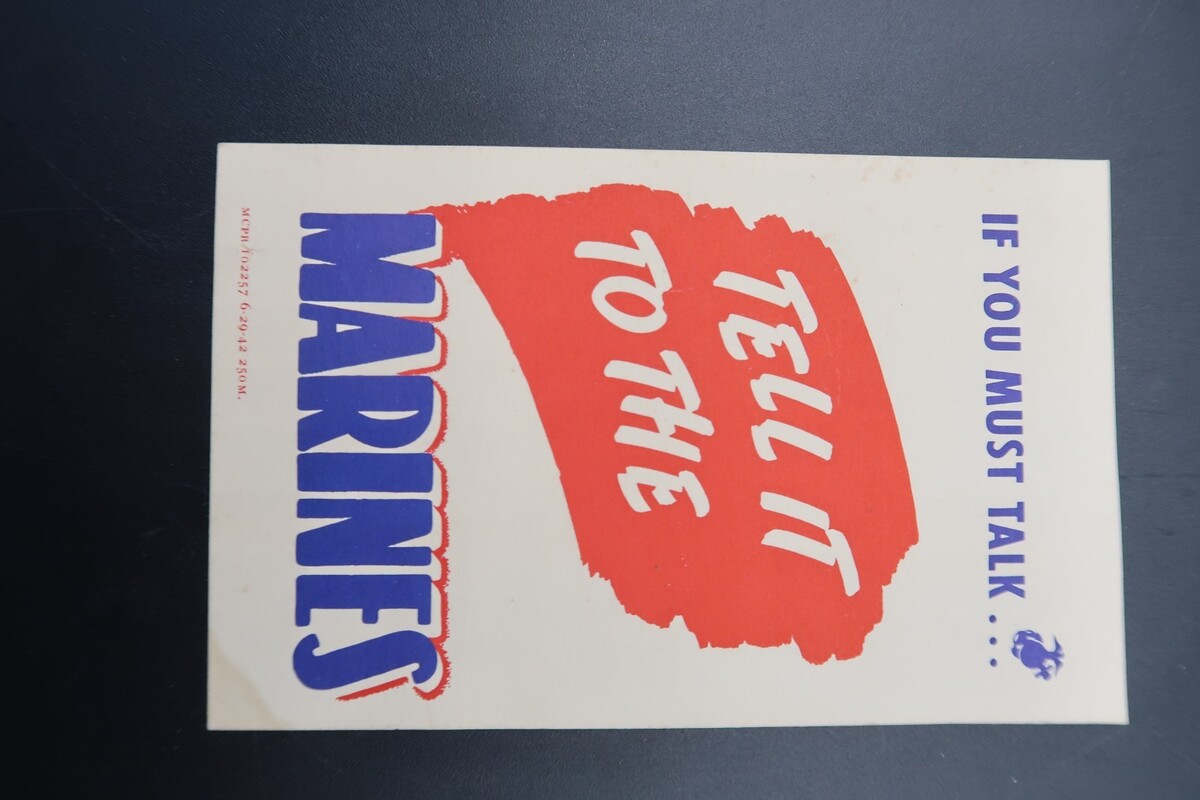 IF YOU MUST TALK...
TELL IT
TO THE
MARINES
MCPB/102257 6-29-42 250M.